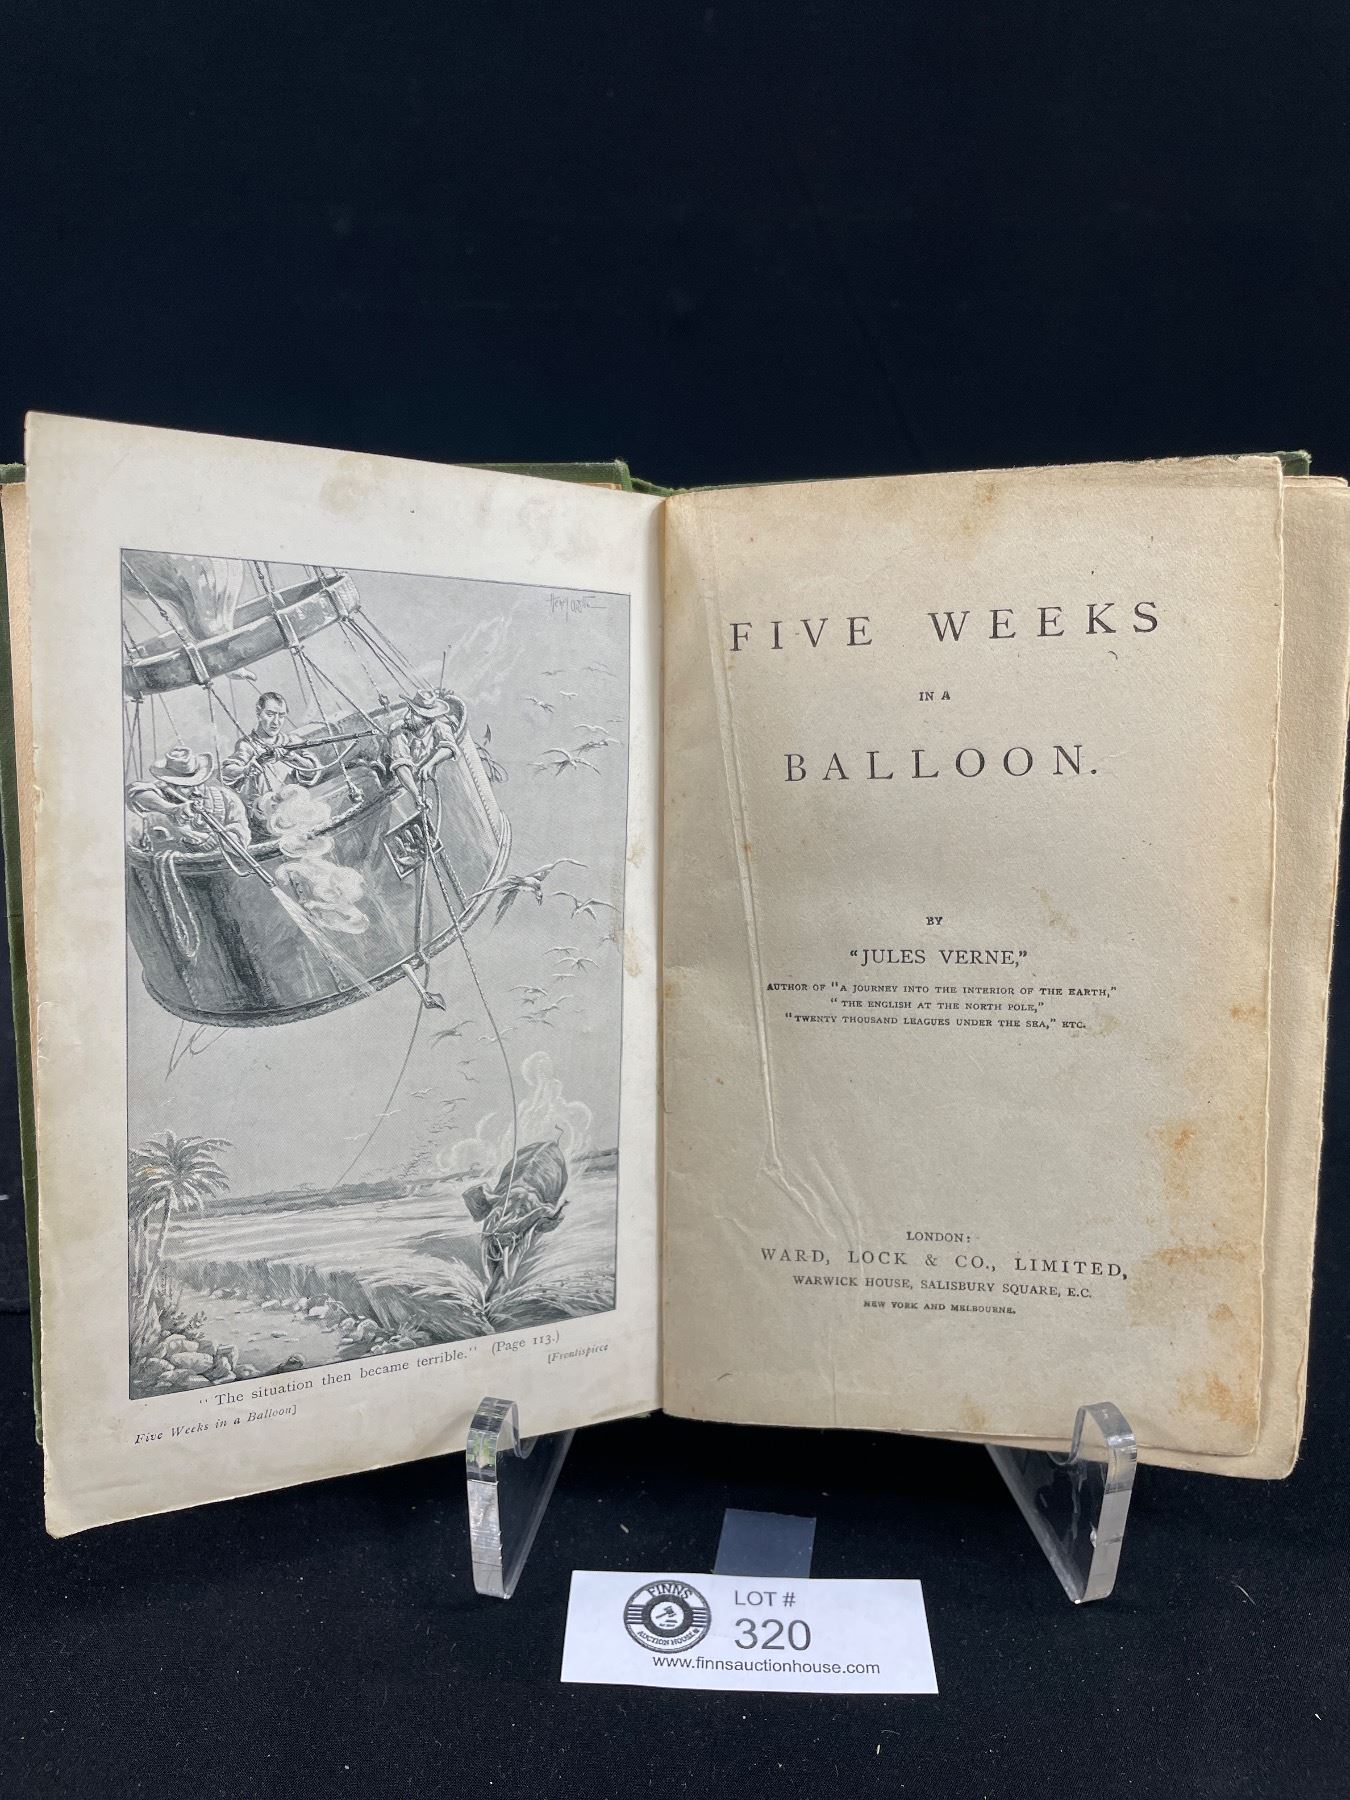 "The situation then became terrible." (Page 113.)
Five Weeks in a Balloon] [Frontispiece
FIVE WEEKS
IN A
BALLOON.
BY
"JULES VERNE,"
AUTHOR OF "A JOURNEY INTO THE INTERIOR OF THE EARTH,"
"THE ENGLISH AT THE NORTH POLE,"
"TWENTY THOUSAND LEAGUES UNDER THE SEA," ETC.
LONDON:
WARD, LOCK & CO., LIMITED,
WARWICK HOUSE, SALISBURY SQUARE, E.C.
NEW YORK AND MELBOURNE.
FINNS
AUCTION HOUSE
LOT #
320
www.finnsauctionhouse.com